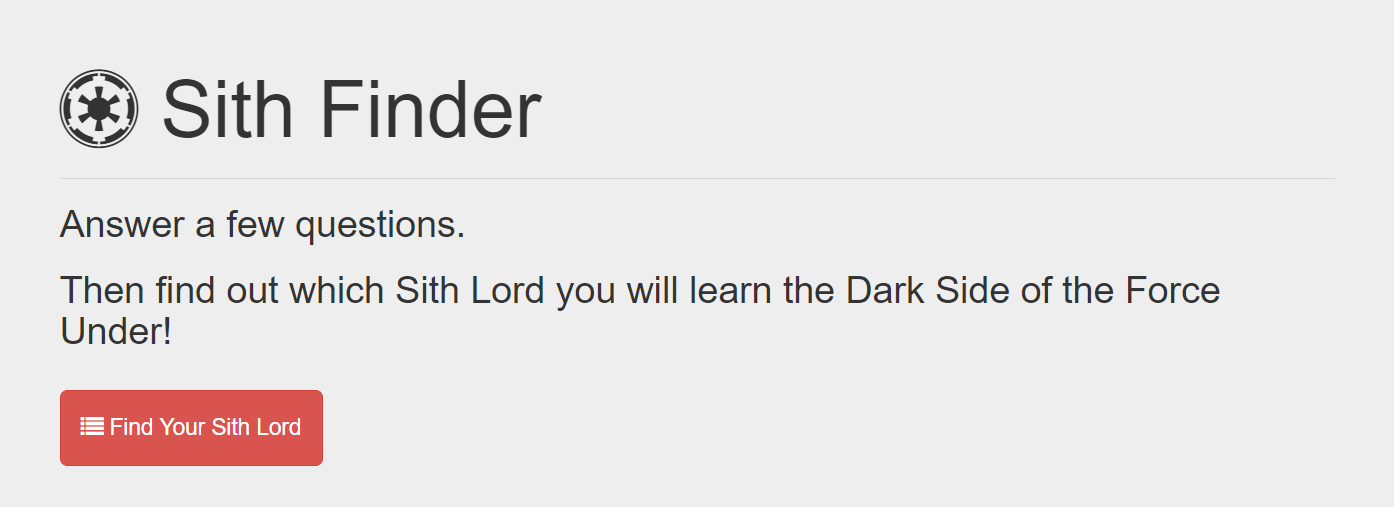 Sith Finder
Answer a few questions.
Then find out which Sith Lord you will learn the Dark Side of the Force
Under!
Find Your Sith Lord